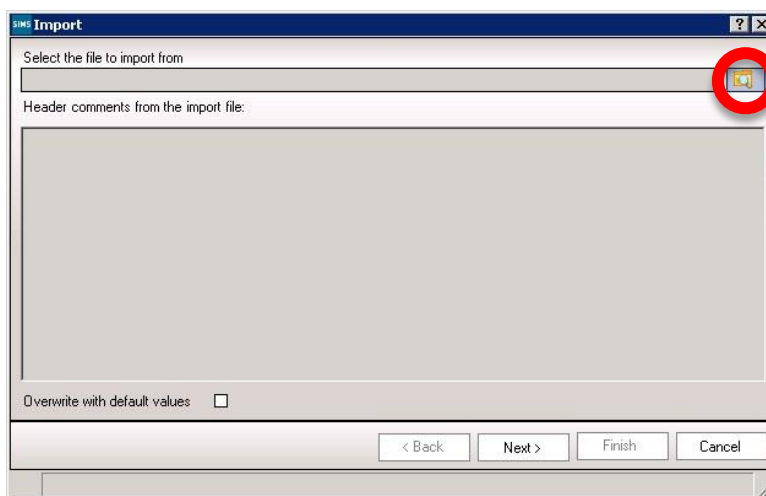 SIMS Import ? X
Select the file to import from
Header comments from the import file:
Overwrite with default values
< Back Next > Finish Cancel